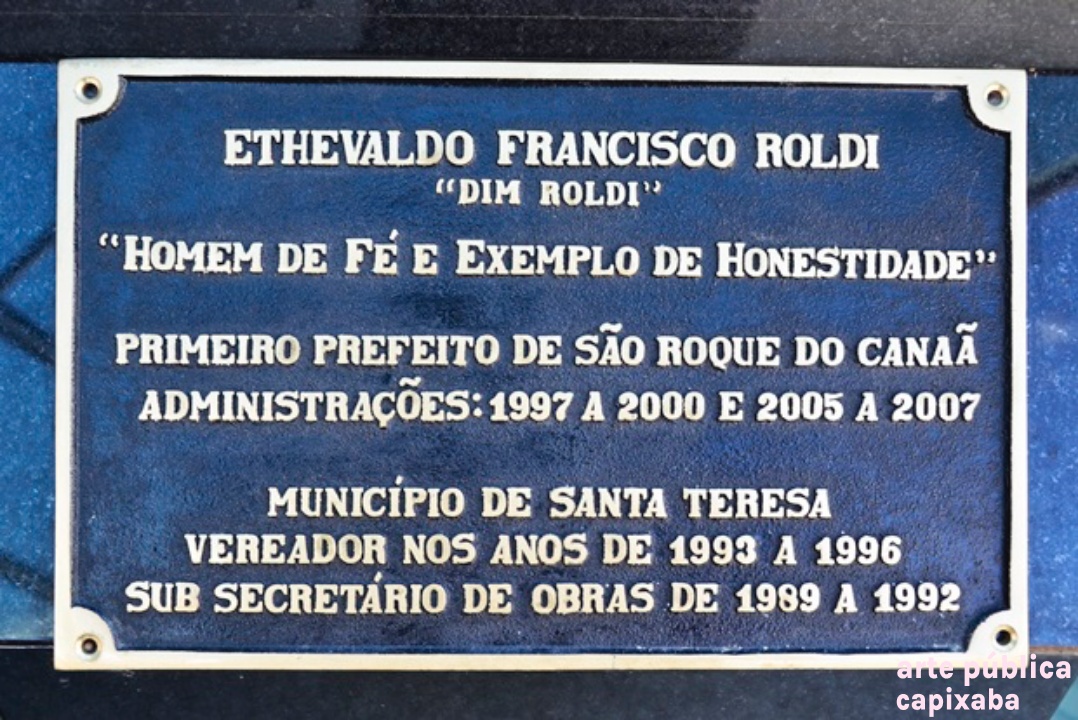 ETHEVALDO FRANCISCO ROLDI
"DIM ROLDI"
"HOMEM DE FÉ E EXEMPLO DE HONESTIDADE"
PRIMEIRO PREFEITO DE SÃO ROQUE DO CANAÃ
ADMINISTRAÇÕES: 1997 A 2000 E 2005 A 2007
MUNICÍPIO DE SANTA TERESA
VEREADOR NOS ANOS DE 1993 A 1996
SUB SECRETÁRIO DE OBRAS DE 1989 A 1992
arte pública
capixaba